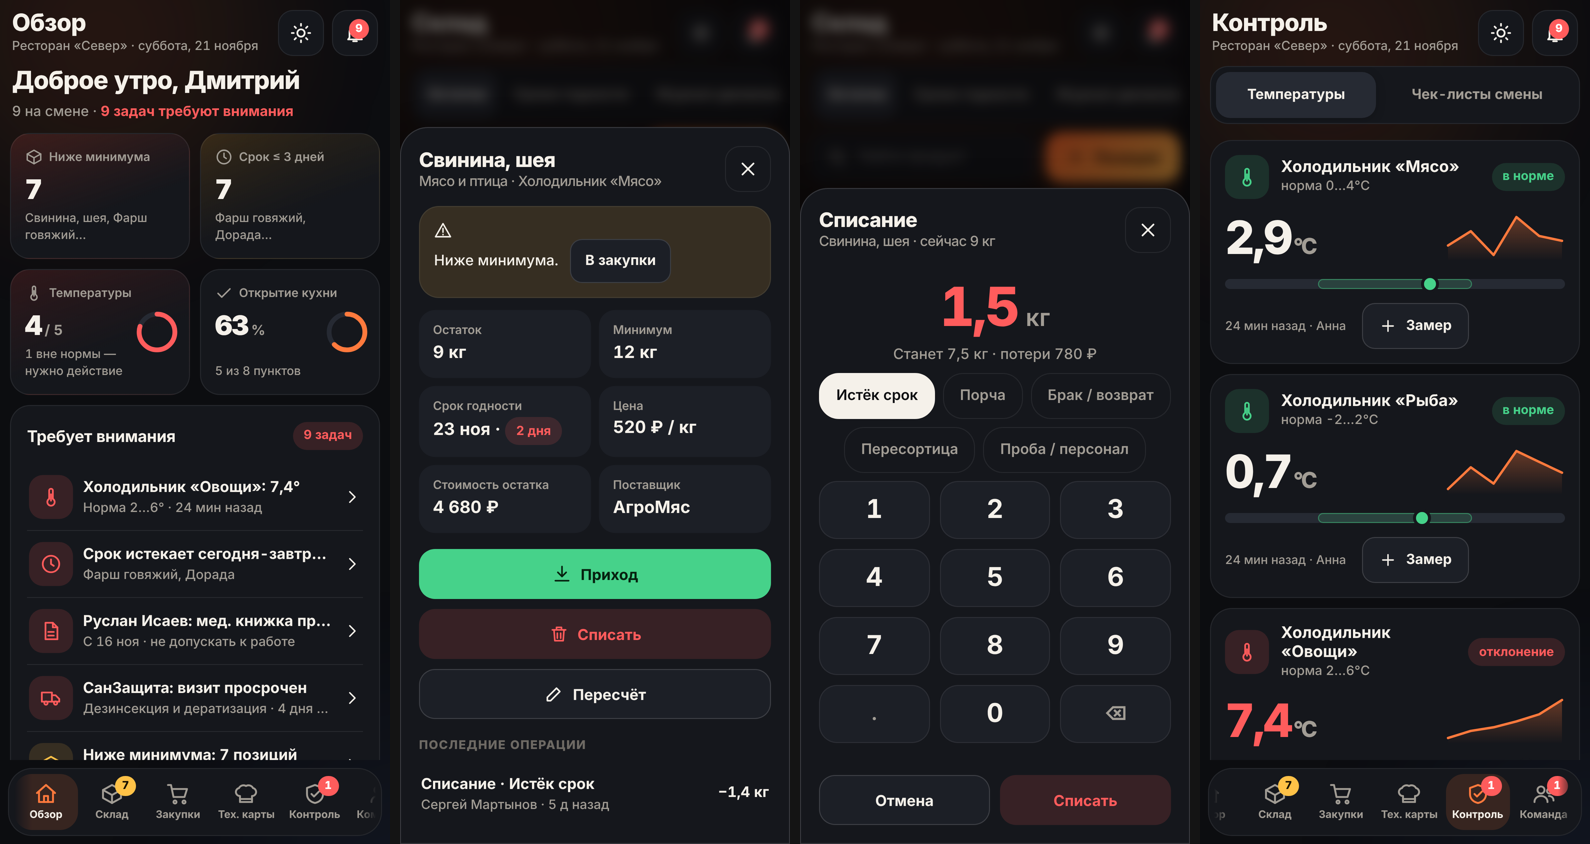 Обзор
Ресторан «Север» · суббота, 21 ноября
9
Доброе утро, Дмитрий
9 на смене · 9 задач требуют внимания
Ниже минимума
7
Свинина, шея, Фарш
говяжий...
Срок ≤ 3 дней
7
Фарш говяжий,
Дорада...
Температуры
4 / 5
1 вне нормы —
нужно действие
Открытие кухни
63 %
5 из 8 пунктов
Требует внимания
9 задач
Холодильник «Овощи»: 7,4°
Норма 2...6° · 24 мин назад
Срок истекает сегодня-завтр...
Фарш говяжий, Дорада
Руслан Исаев: мед. книжка пр...
С 16 ноя · не допускать к работе
СанЗащита: визит просрочен
Дезинсекция и дератизация · 4 дня ...
Ниже минимума: 7 позиций
Обзор
7
Склад
Закупки
Тех. карты
1
Контроль
Свинина, шея
Мясо и птица · Холодильник «Мясо»
Ниже минимума.
В закупки
Остаток
9 кг
Минимум
12 кг
Срок годности
23 ноя · 2 дня
Цена
520 ₽ / кг
Стоимость остатка
4 680 ₽
Поставщик
АгроМяс
Приход
Списать
Пересчёт
ПОСЛЕДНИЕ ОПЕРАЦИИ
Списание · Истёк срок
Сергей Мартынов · 5 д назад
−1,4 кг
Списание
Свинина, шея · сейчас 9 кг
1,5 кг
Станет 7,5 кг · потери 780 ₽
Истёк срок
Порча
Брак / возврат
Пересортица
Проба / персонал
1
2
3
4
5
6
7
8
9
.
0
Отмена
Списать
Контроль
Ресторан «Север» · суббота, 21 ноября
9
Температуры
Чек-листы смены
Холодильник «Мясо»
норма 0...4°C
в норме
2,9°C
24 мин назад · Анна
+ Замер
Холодильник «Рыба»
норма -2...2°C
в норме
0,7°C
24 мин назад · Анна
+ Замер
Холодильник
«Овощи»
норма 2...6°C
отклонение
7,4°C
7
Склад
Закупки
Тех. карты
1
Контроль
1
Команда